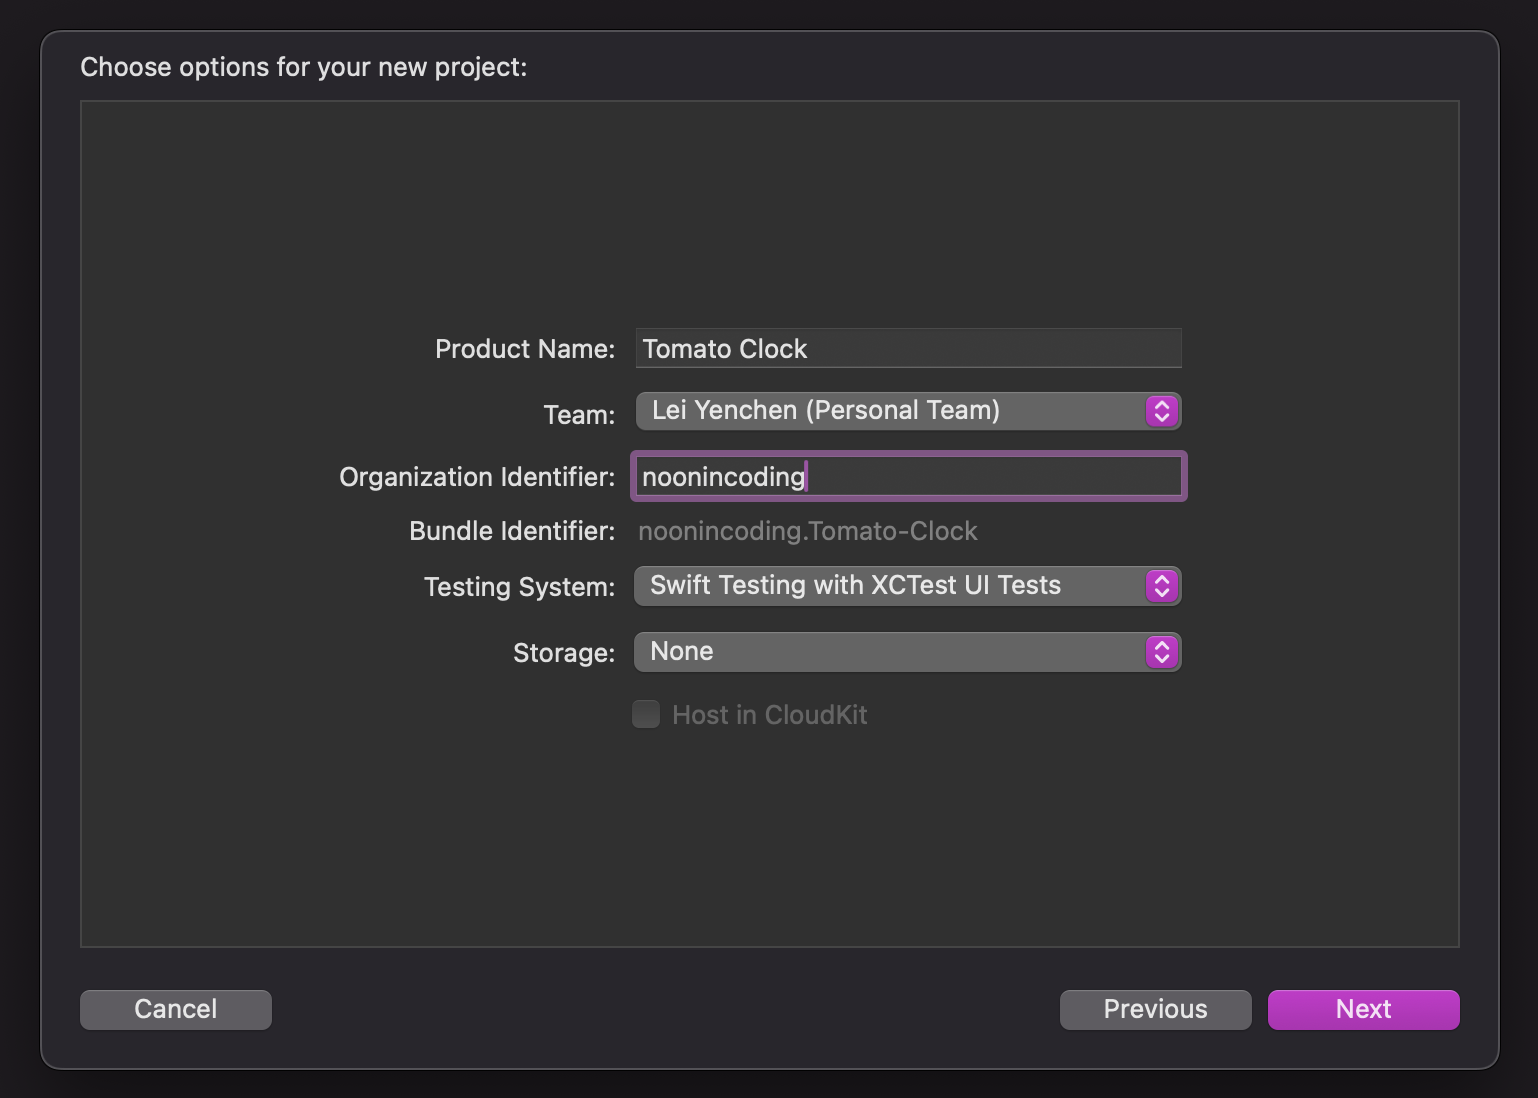 Choose options for your new project:
Product Name: Tomato Clock
Team: Lei Yenchen (Personal Team)
Organization Identifier: noonincoding
Bundle Identifier: noonincoding.Tomato-Clock
Testing System: Swift Testing with XCTest UI Tests
Storage: None
Host in CloudKit
Cancel Previous Next